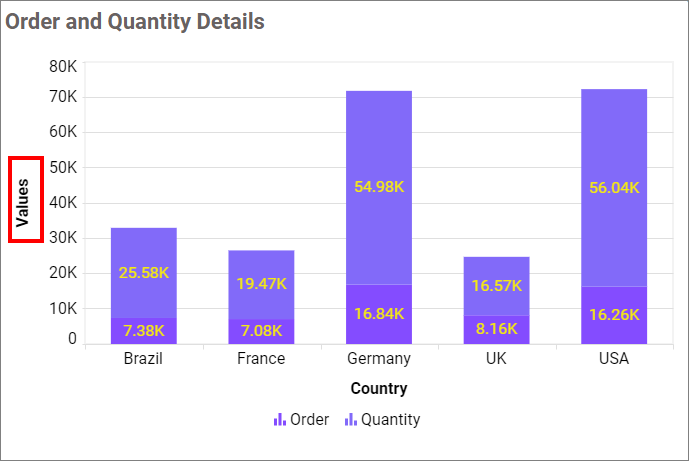 Order and Quantity Details
80K
70K
60K
50K
40K
30K
20K
10K
0
Values
25.58K
19.47K
54.98K
16.57K
56.04K
7.38K
7.08K
16.84K
8.16K
16.26K
Brazil France Germany UK USA
Country
Order Quantity